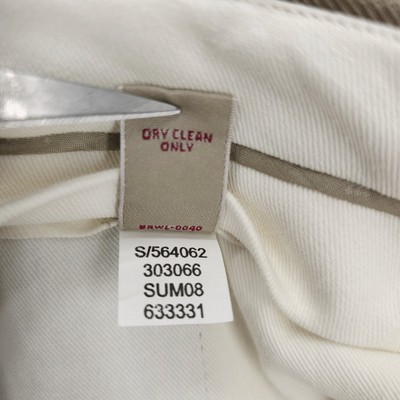 DRY CLEAN
ONLY
BRWL-0040
S/564062
303066
SUM08
633331